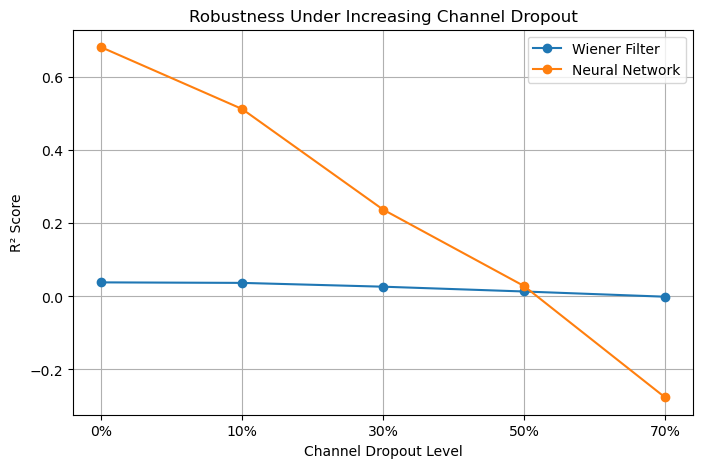 Robustness Under Increasing Channel Dropout
Wiener Filter
Neural Network
R² Score
0.6
0.4
0.2
0.0
−0.2
0%
10%
30%
50%
70%
Channel Dropout Level